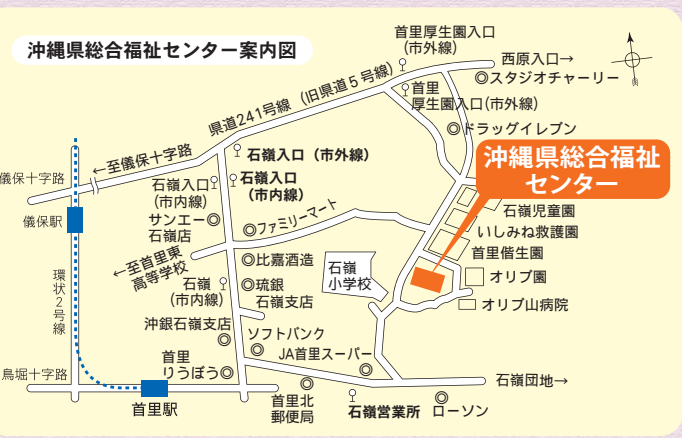 沖縄県総合福祉センター案内図
首里厚生園入口
(市外線)
西原入口→
スタジオチャーリー
首里
厚生園入口(市外線)
県道241号線(旧県道5号線)
ドラッグイレブン
沖縄県総合福祉
センター
←至儀保十字路
石嶺入口(市外線)
儀保十字路
石嶺入口
(市内線)
石嶺入口
(市内線)
儀保駅
サンエー
石嶺店
ファミリーマート
石嶺児童園
いしみね救護園
首里偕生園
←至首里東
高等学校
比嘉酒造
石嶺
小学校
オリブ園
環状2号線
石嶺
(市内線)
琉銀
石嶺支店
オリブ山病院
沖銀石嶺支店
ソフトバンク
JA首里スーパー
首里
りうぼう
鳥堀十字路
石嶺団地→
首里駅
首里北
郵便局
石嶺営業所
ローソン